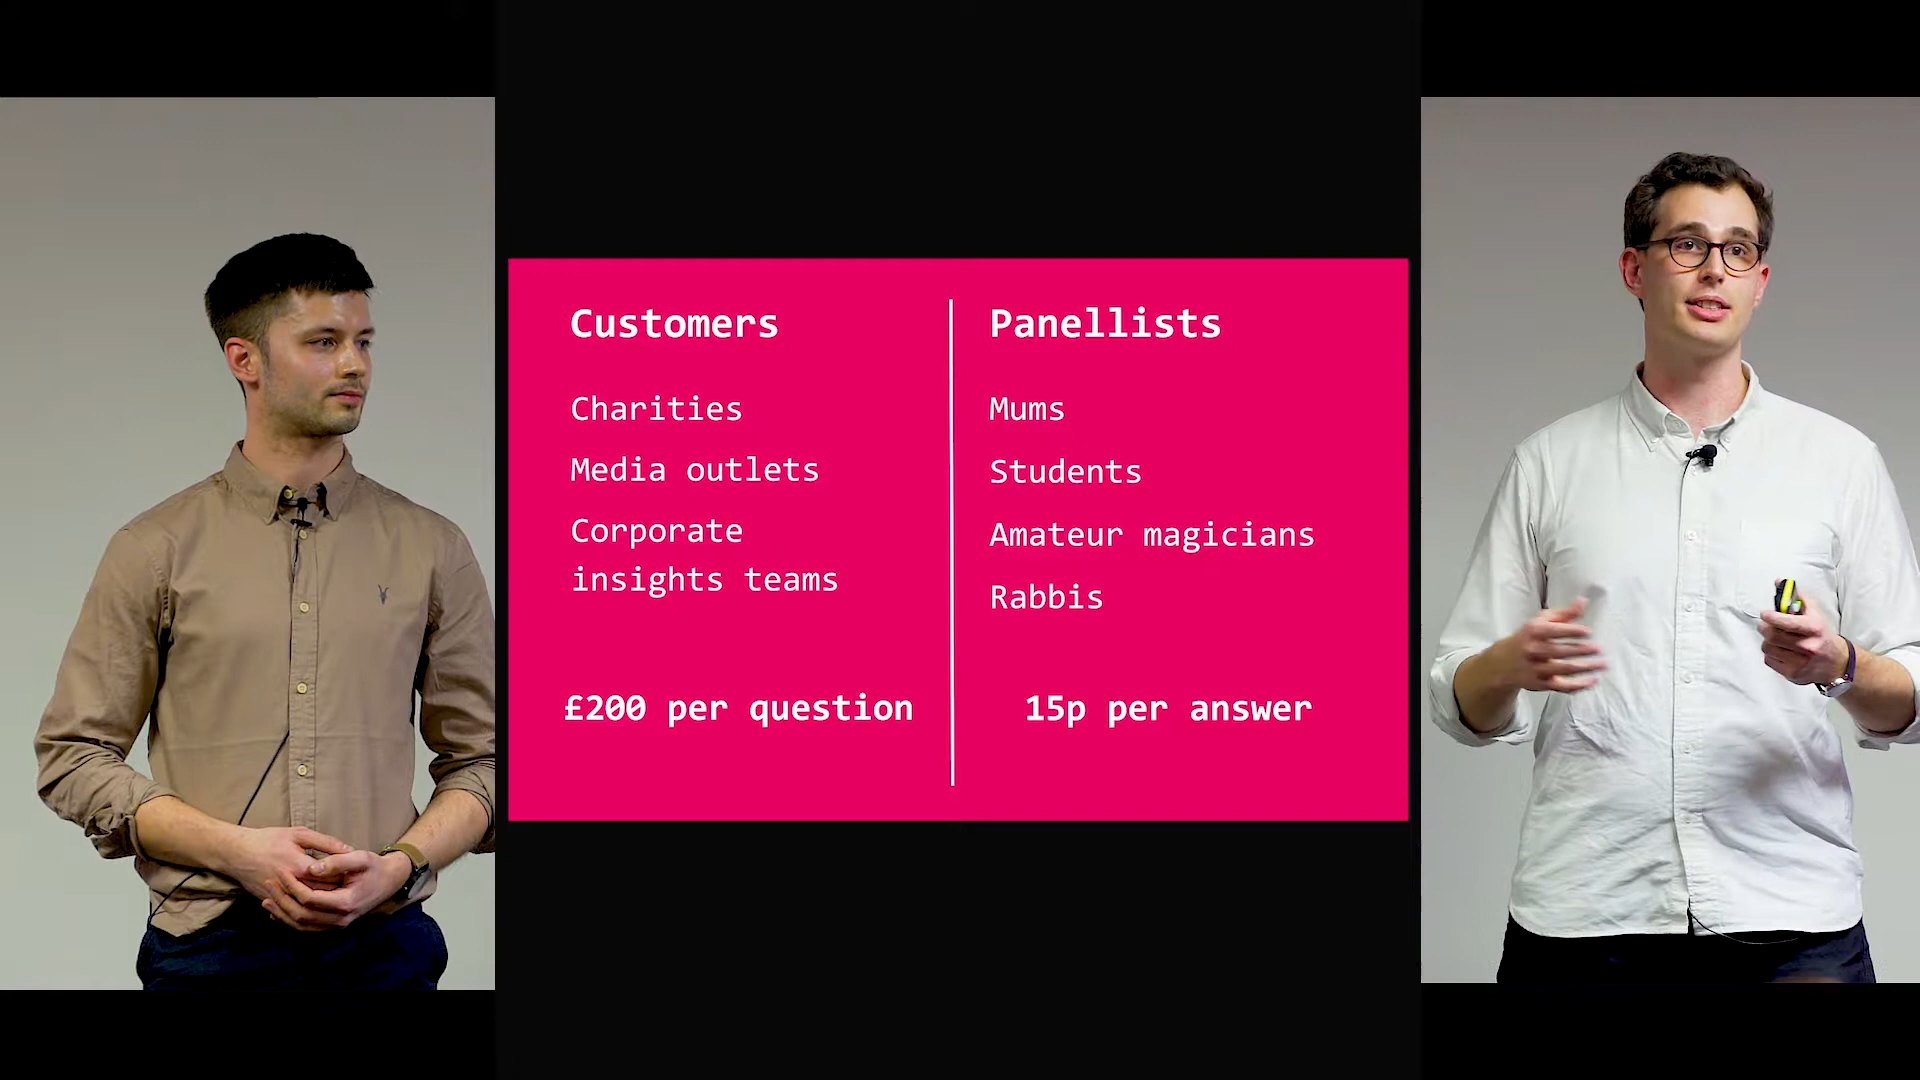 Customers
Charities
Media outlets
Corporate
insights teams
£200 per question
Panellists
Mums
Students
Amateur magicians
Rabbis
15p per answer